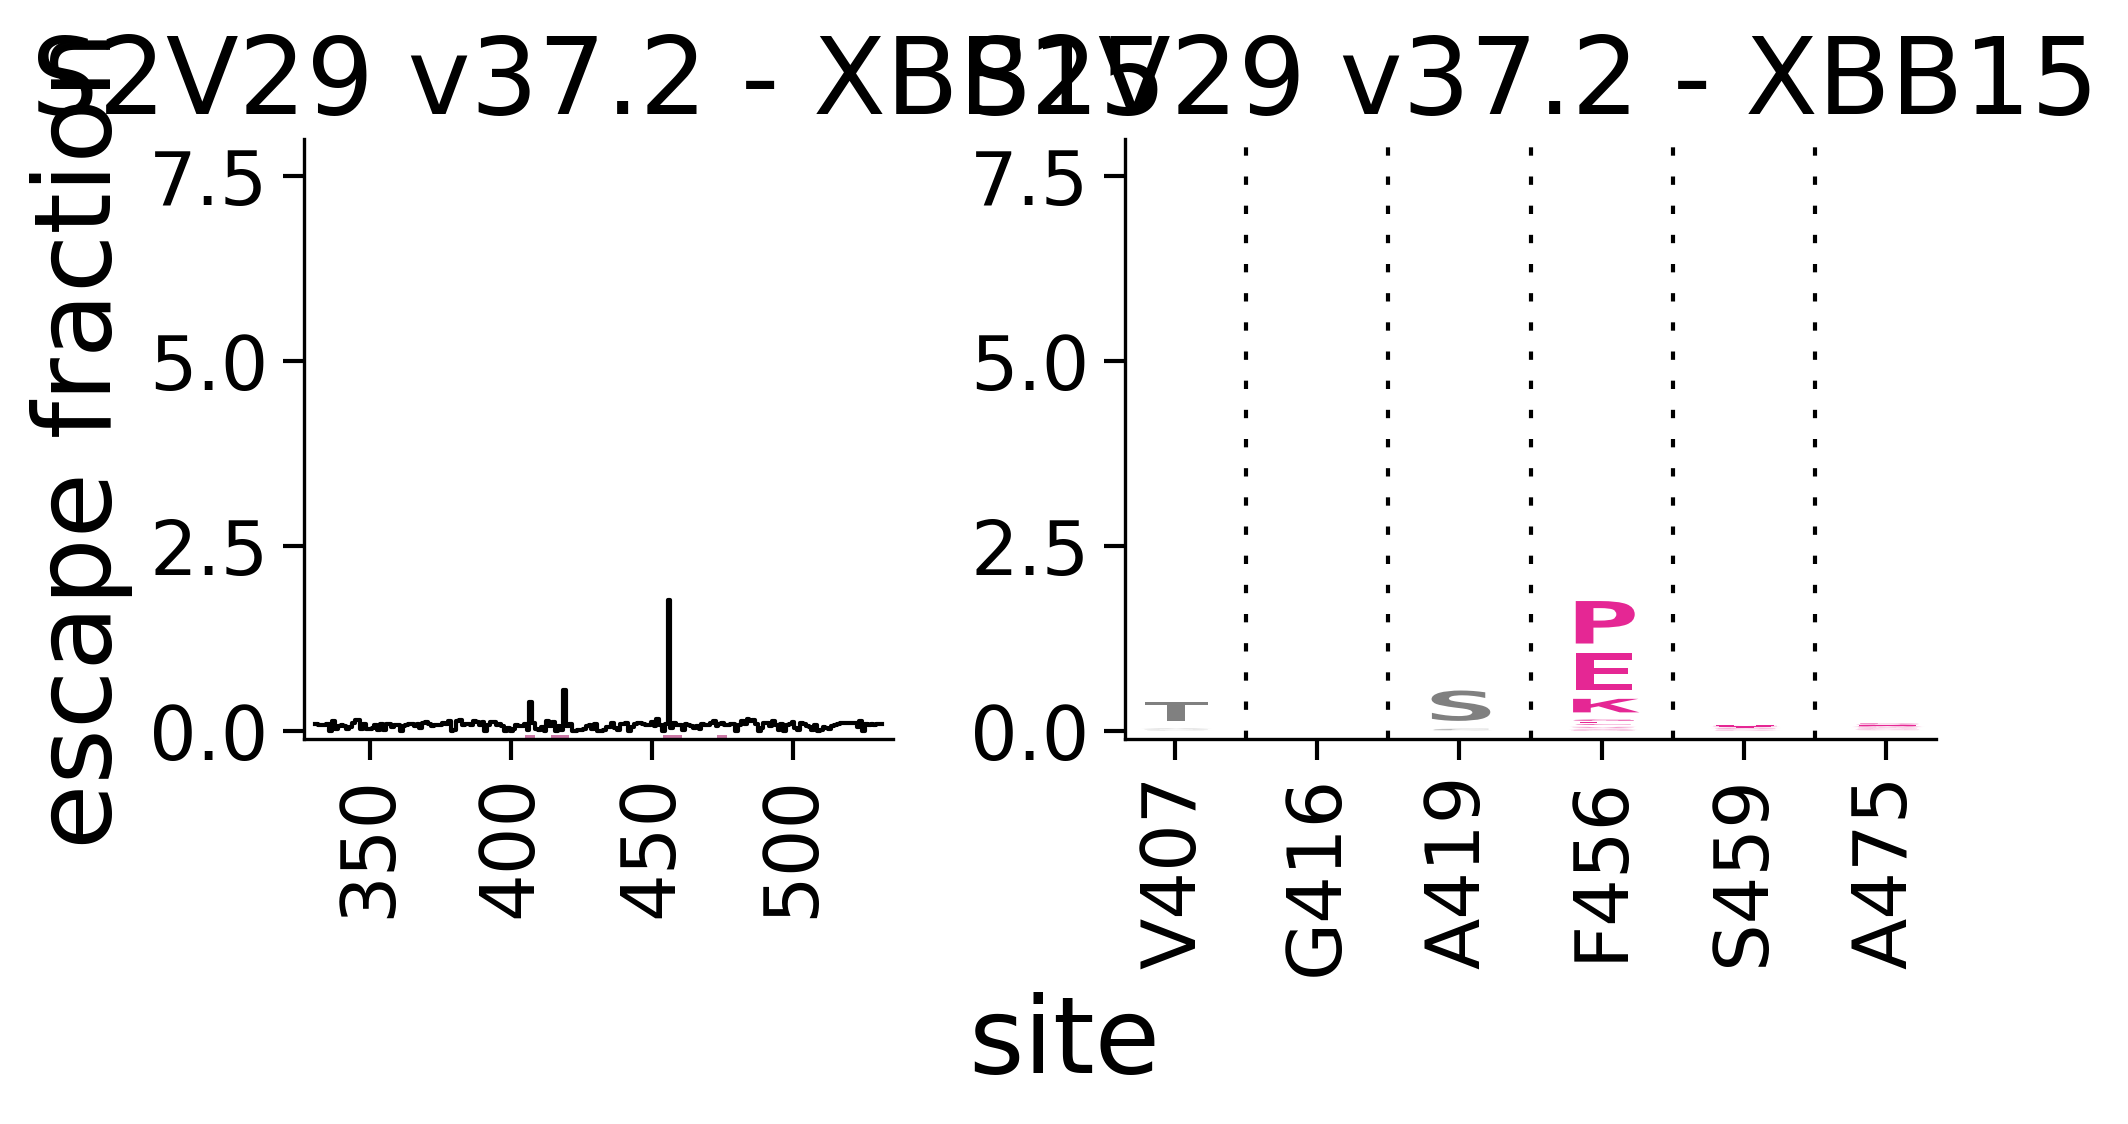 S2V29 v37.2 - XBB15
S2V29 v37.2 - XBB15
escape fraction
7.5
5.0
2.5
0.0
350
400
450
500
7.5
5.0
2.5
0.0
T
S
P
E
K
V407
G416
A419
F456
S459
A475
site